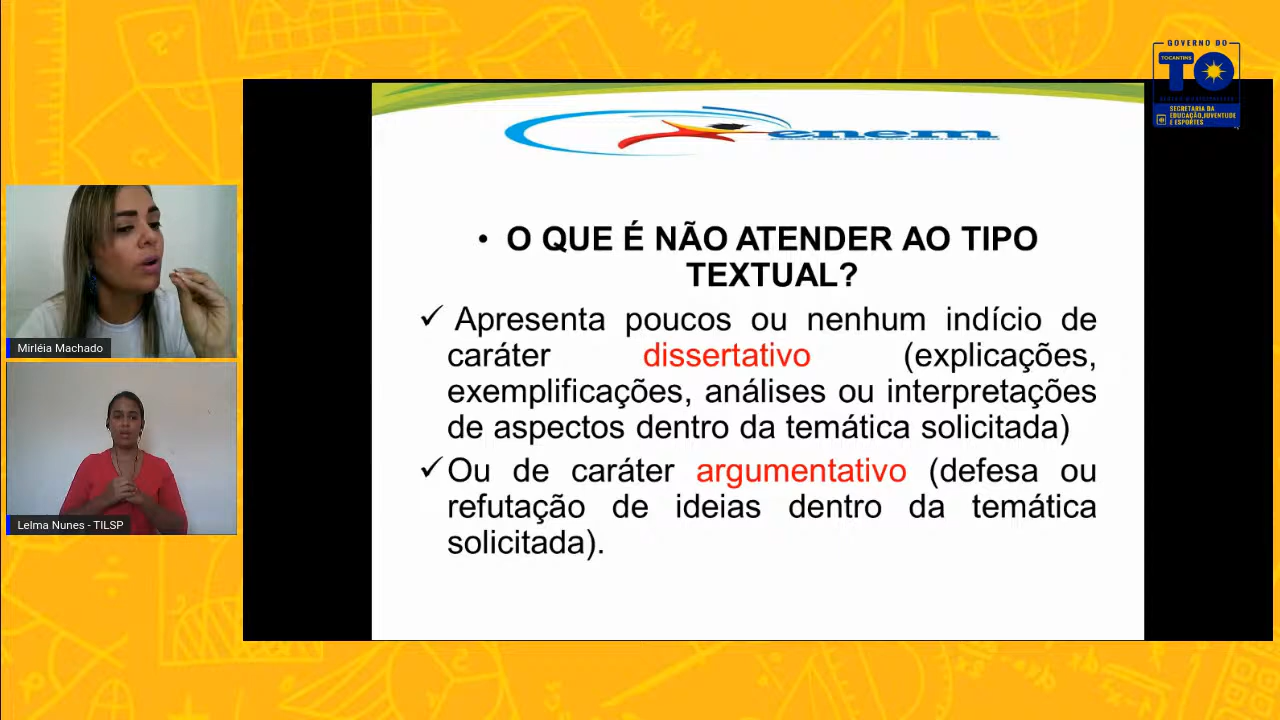 GOVERNO DO
TOCANTINS
TO
SECRETARIA DA
EDUCAÇÃO, JUVENTUDE
E ESPORTES
enem
• O QUE É NÃO ATENDER AO TIPO
TEXTUAL?
✓ Apresenta poucos ou nenhum indício de
caráter dissertativo (explicações,
exemplificações, análises ou interpretações
de aspectos dentro da temática solicitada)
✓ Ou de caráter argumentativo (defesa ou
refutação de ideias dentro da temática
solicitada).
Mirléia Machado
Lelma Nunes - TILSP